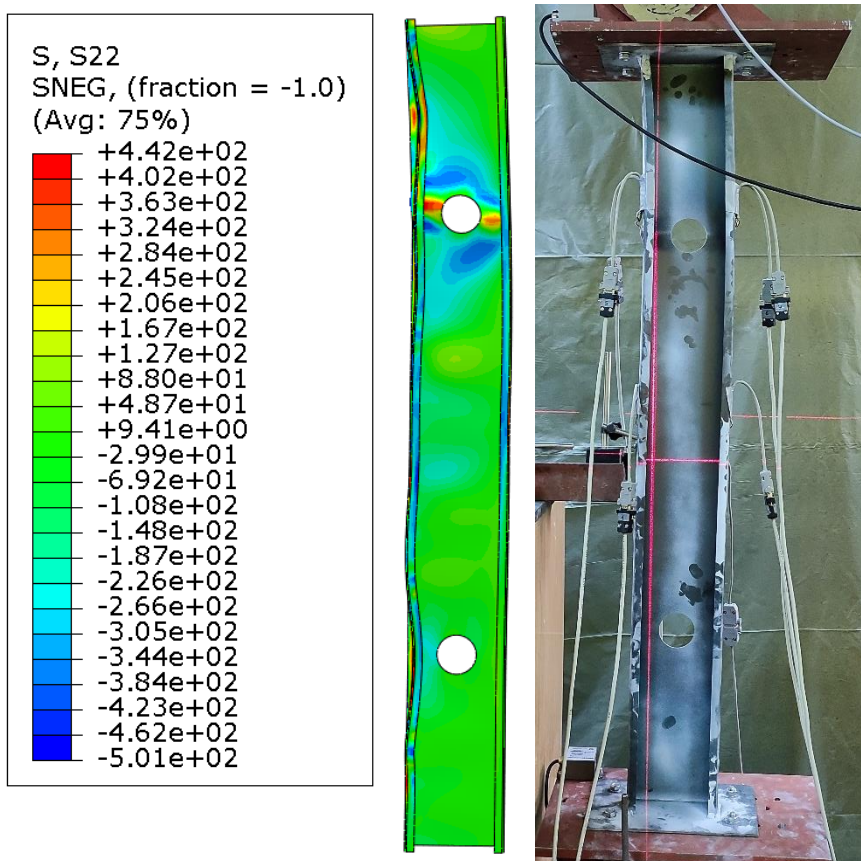 S, S22
SNEG, (fraction = -1.0)
(Avg: 75%)
+4.42e+02
+4.02e+02
+3.63e+02
+3.24e+02
+2.84e+02
+2.45e+02
+2.06e+02
+1.67e+02
+1.27e+02
+8.80e+01
+4.87e+01
+9.41e+00
-2.99e+01
-6.92e+01
-1.08e+02
-1.48e+02
-1.87e+02
-2.26e+02
-2.66e+02
-3.05e+02
-3.44e+02
-3.84e+02
-4.23e+02
-4.62e+02
-5.01e+02